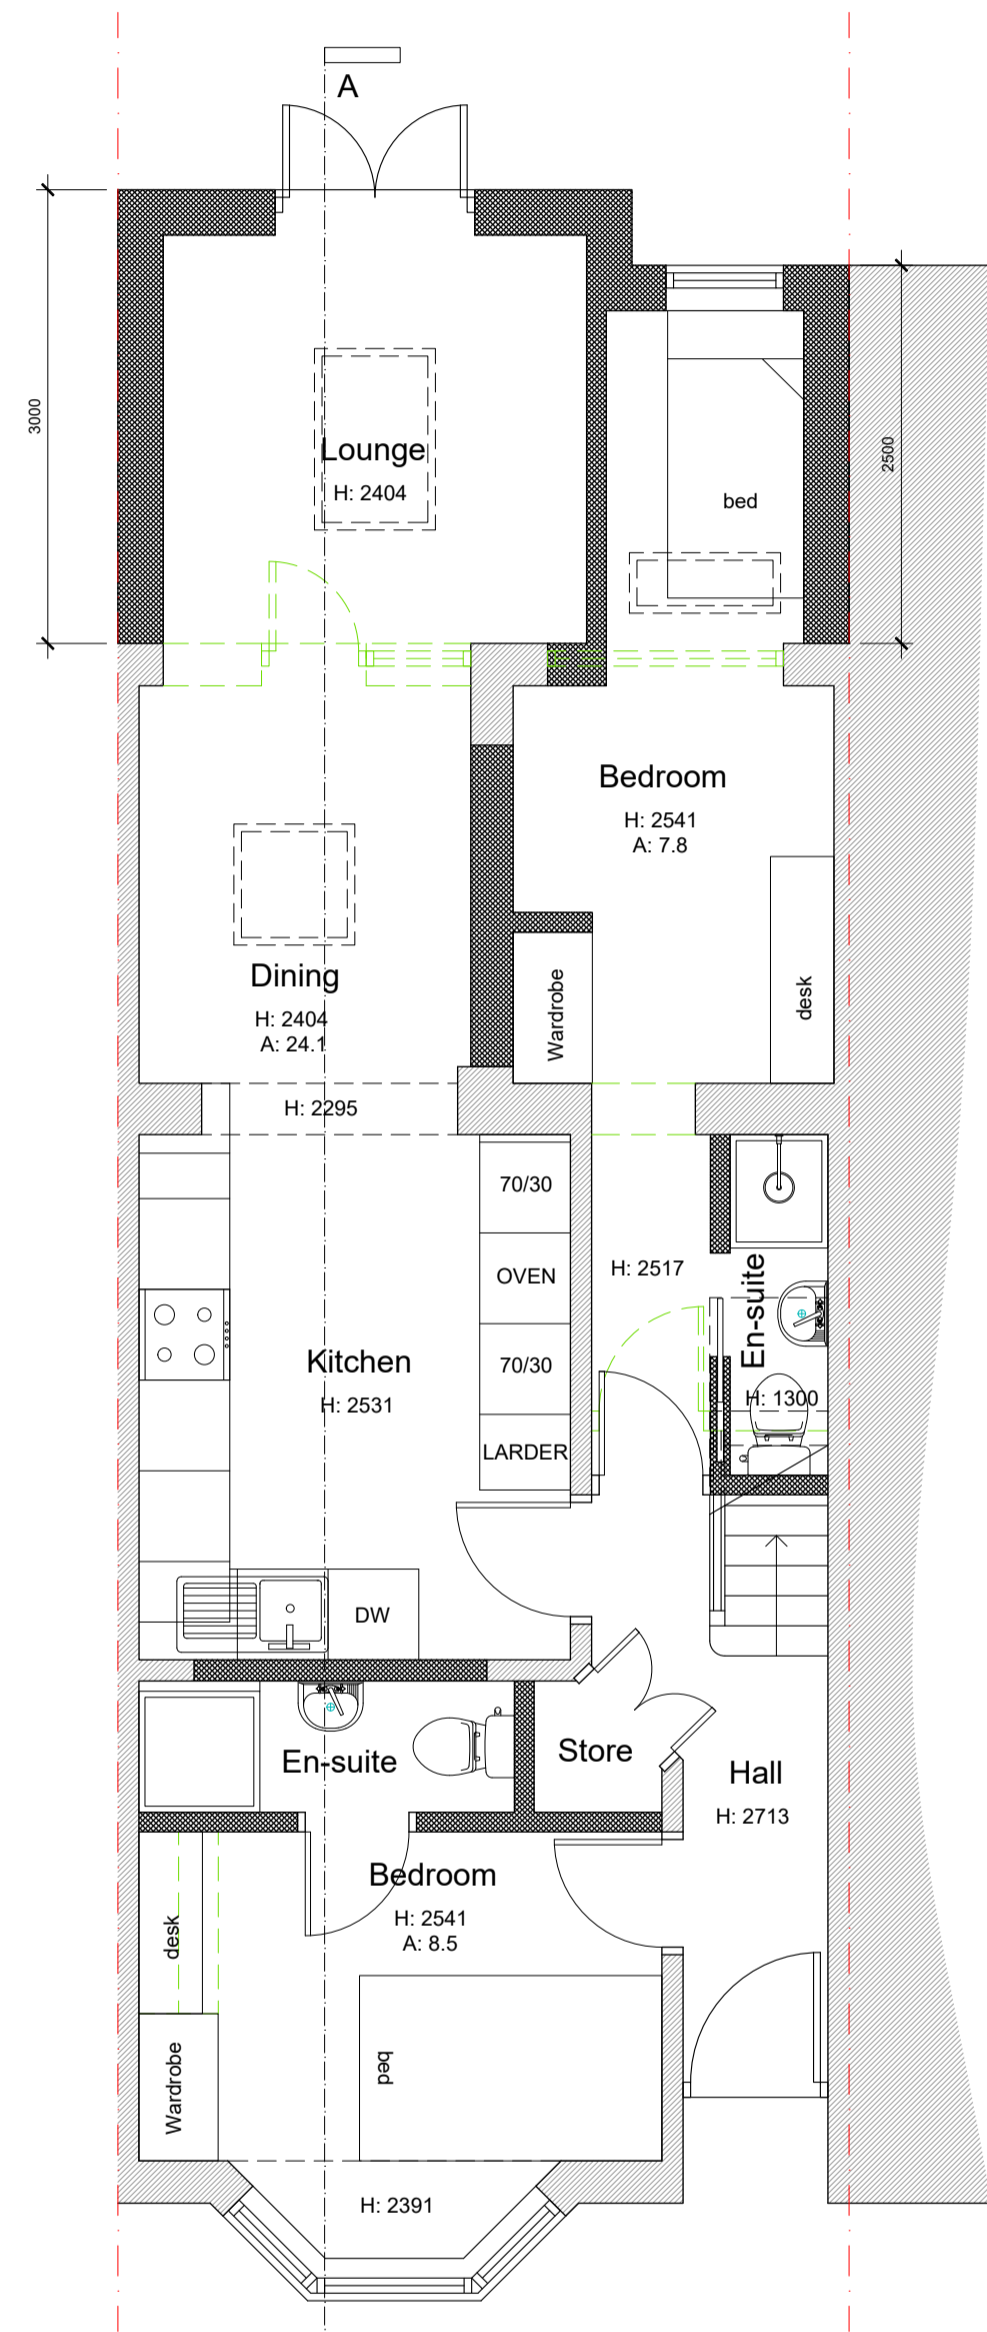 A
3000
2500
Lounge
H: 2404
bed
Bedroom
H: 2541
A: 7.8
Wardrobe
desk
Dining
H: 2404
A: 24.1
H: 2295
70/30
OVEN
70/30
LARDER
Kitchen
H: 2531
H: 2517
En-suite
H: 1300
DW
En-suite
Store
Hall
H: 2713
Bedroom
H: 2541
A: 8.5
desk
Wardrobe
bed
H: 2391